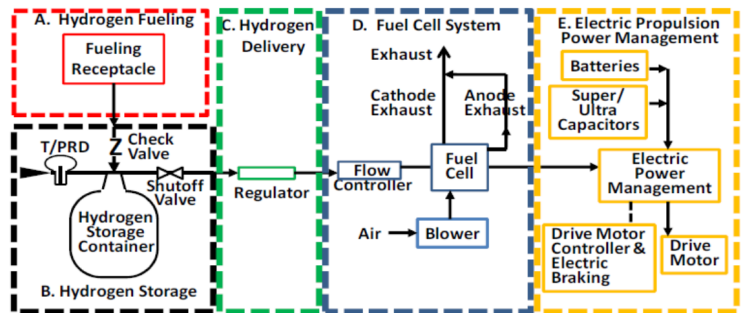 A. Hydrogen Fueling
Fueling
Receptacle
T/PRD
Z
Check
Valve
Shutoff
Valve
Hydrogen
Storage
Container
B. Hydrogen Storage
C. Hydrogen
Delivery
Regulator
D. Fuel Cell System
Exhaust
Cathode
Exhaust
Anode
Exhaust
Flow
Controller
Fuel
Cell
Air
Blower
E. Electric Propulsion
Power Management
Batteries
Super/
Ultra
Capacitors
Electric
Power
Management
Drive Motor
Controller &
Electric
Braking
Drive
Motor